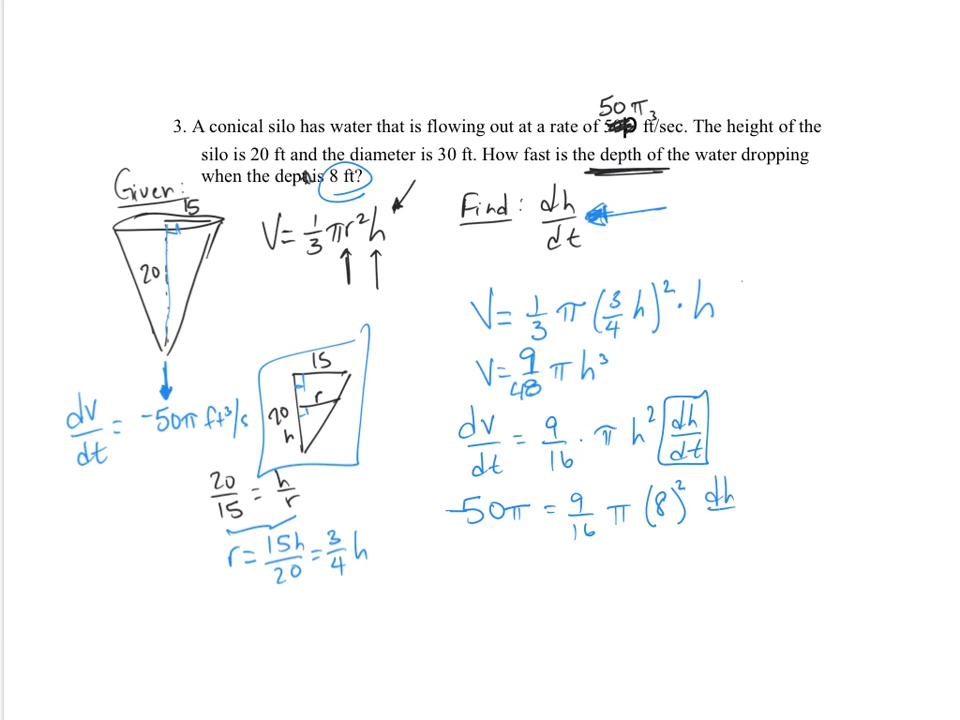 50π
3. A conical silo has water that is flowing out at a rate of ft³/sec. The height of the
silo is 20 ft and the diameter is 30 ft. How fast is the depth of the water dropping
when the depth is 8 ft?
Given:
15
20
V = 1/3 πr²h
Find: dh/dt
dv/dt = -50π ft³/s
15
r
20
h
20/15 = h/r
r = 15h/20 = 3/4 h
V = 1/3 π (3/4 h)² · h
V = 9/48 π h³
dv/dt = 9/16 · π h² dh/dt
-50π = 9/16 π (8)² dh